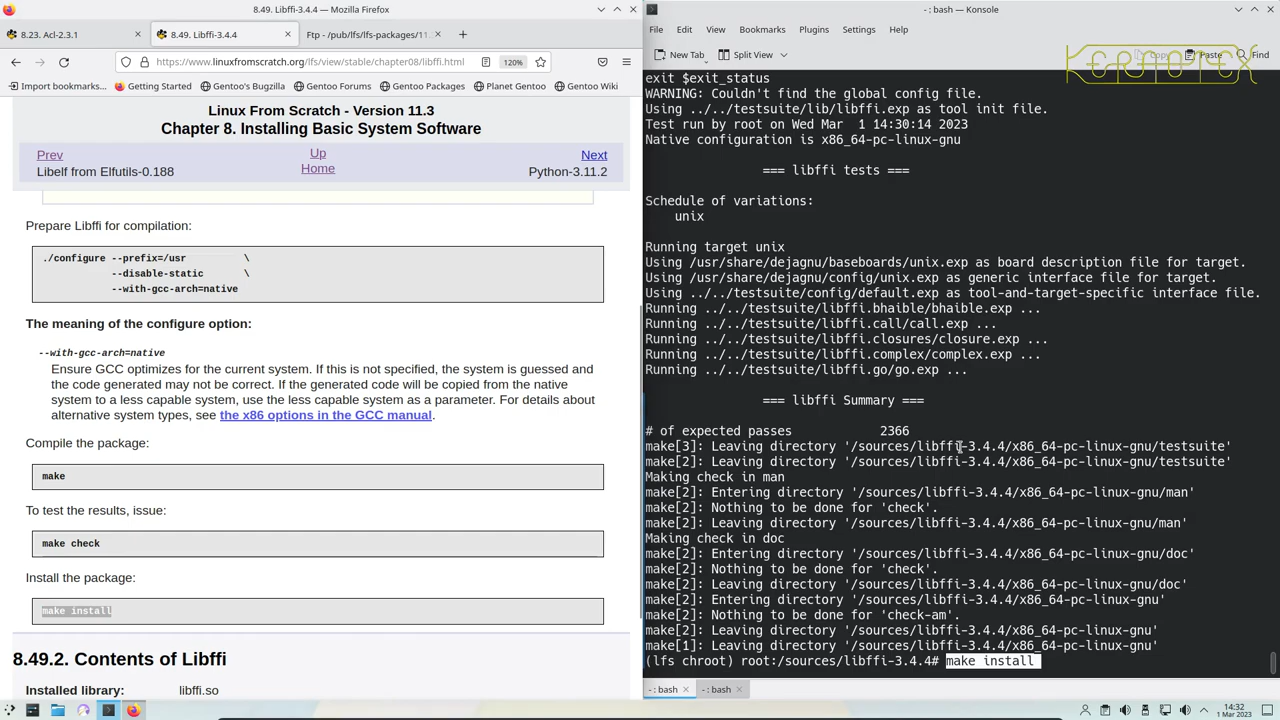 8.49. Libffi-3.4.4 — Mozilla Firefox
8.23. Acl-2.3.1
8.49. Libffi-3.4.4
Ftp - /pub/lfs/lfs-packages/11.
https://www.linuxfromscratch.org/lfs/view/stable/chapter08/libffi.html
120%
Import bookmarks...
Getting Started
Gentoo's Bugzilla
Gentoo Forums
Gentoo Packages
Planet Gentoo
Gentoo Wiki
Linux From Scratch - Version 11.3
Chapter 8. Installing Basic System Software
Prev
Up
Next
Libelf from Elfutils-0.188
Home
Python-3.11.2
Prepare Libffi for compilation:
./configure --prefix=/usr \
--disable-static \
--with-gcc-arch=native
The meaning of the configure option:
--with-gcc-arch=native
Ensure GCC optimizes for the current system. If this is not specified, the system is guessed and
the code generated may not be correct. If the generated code will be copied from the native
system to a less capable system, use the less capable system as a parameter. For details about
alternative system types, see the x86 options in the GCC manual.
Compile the package:
make
To test the results, issue:
make check
Install the package:
make install
8.49.2. Contents of Libffi
Installed library: libffi.so
- : bash — Konsole
File Edit View Bookmarks Plugins Settings Help
New Tab
Split View
Copy
Paste
Find
KERNOTEX
exit $exit_status
WARNING: Couldn't find the global config file.
Using ../../testsuite/lib/libffi.exp as tool init file.
Test run by root on Wed Mar  1 14:30:14 2023
Native configuration is x86_64-pc-linux-gnu
=== libffi tests ===
Schedule of variations:
unix
Running target unix
Using /usr/share/dejagnu/baseboards/unix.exp as board description file for target.
Using /usr/share/dejagnu/config/unix.exp as generic interface file for target.
Using ../../testsuite/config/default.exp as tool-and-target-specific interface file.
Running ../../testsuite/libffi.bhaible/bhaible.exp ...
Running ../../testsuite/libffi.call/call.exp ...
Running ../../testsuite/libffi.closures/closure.exp ...
Running ../../testsuite/libffi.complex/complex.exp ...
Running ../../testsuite/libffi.go/go.exp ...
=== libffi Summary ===
# of expected passes 2366
make[3]: Leaving directory '/sources/libffi-3.4.4/x86_64-pc-linux-gnu/testsuite'
make[2]: Leaving directory '/sources/libffi-3.4.4/x86_64-pc-linux-gnu/testsuite'
Making check in man
make[2]: Entering directory '/sources/libffi-3.4.4/x86_64-pc-linux-gnu/man'
make[2]: Nothing to be done for 'check'.
make[2]: Leaving directory '/sources/libffi-3.4.4/x86_64-pc-linux-gnu/man'
Making check in doc
make[2]: Entering directory '/sources/libffi-3.4.4/x86_64-pc-linux-gnu/doc'
make[2]: Nothing to be done for 'check'.
make[2]: Leaving directory '/sources/libffi-3.4.4/x86_64-pc-linux-gnu/doc'
make[2]: Entering directory '/sources/libffi-3.4.4/x86_64-pc-linux-gnu'
make[2]: Nothing to be done for 'check-am'.
make[2]: Leaving directory '/sources/libffi-3.4.4/x86_64-pc-linux-gnu'
make[1]: Leaving directory '/sources/libffi-3.4.4/x86_64-pc-linux-gnu'
(lfs chroot) root:/sources/libffi-3.4.4# make install
- : bash
- : bash
14:32
1 Mar 2023